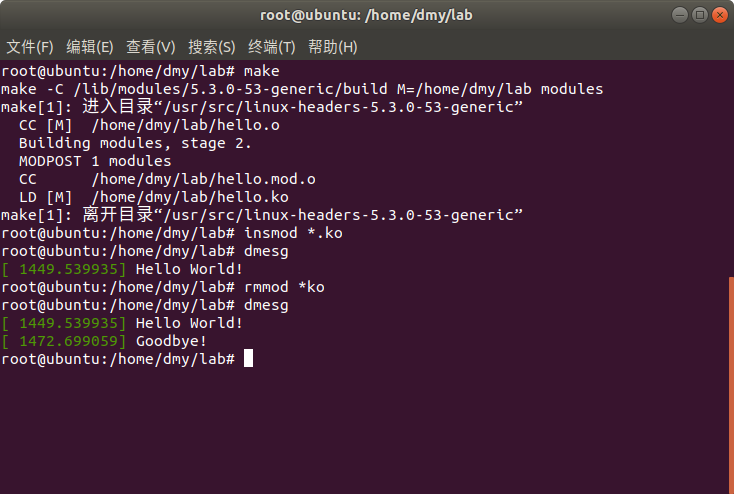 root@ubuntu: /home/dmy/lab
文件(F) 编辑(E) 查看(V) 搜索(S) 终端(T) 帮助(H)
root@ubuntu:/home/dmy/lab# make
make -C /lib/modules/5.3.0-53-generic/build M=/home/dmy/lab modules
make[1]: 进入目录“/usr/src/linux-headers-5.3.0-53-generic”
  CC [M]  /home/dmy/lab/hello.o
  Building modules, stage 2.
  MODPOST 1 modules
  CC      /home/dmy/lab/hello.mod.o
  LD [M]  /home/dmy/lab/hello.ko
make[1]: 离开目录“/usr/src/linux-headers-5.3.0-53-generic”
root@ubuntu:/home/dmy/lab# insmod *.ko
root@ubuntu:/home/dmy/lab# dmesg
[ 1449.539935] Hello World!
root@ubuntu:/home/dmy/lab# rmmod *ko
root@ubuntu:/home/dmy/lab# dmesg
[ 1449.539935] Hello World!
[ 1472.699059] Goodbye!
root@ubuntu:/home/dmy/lab#